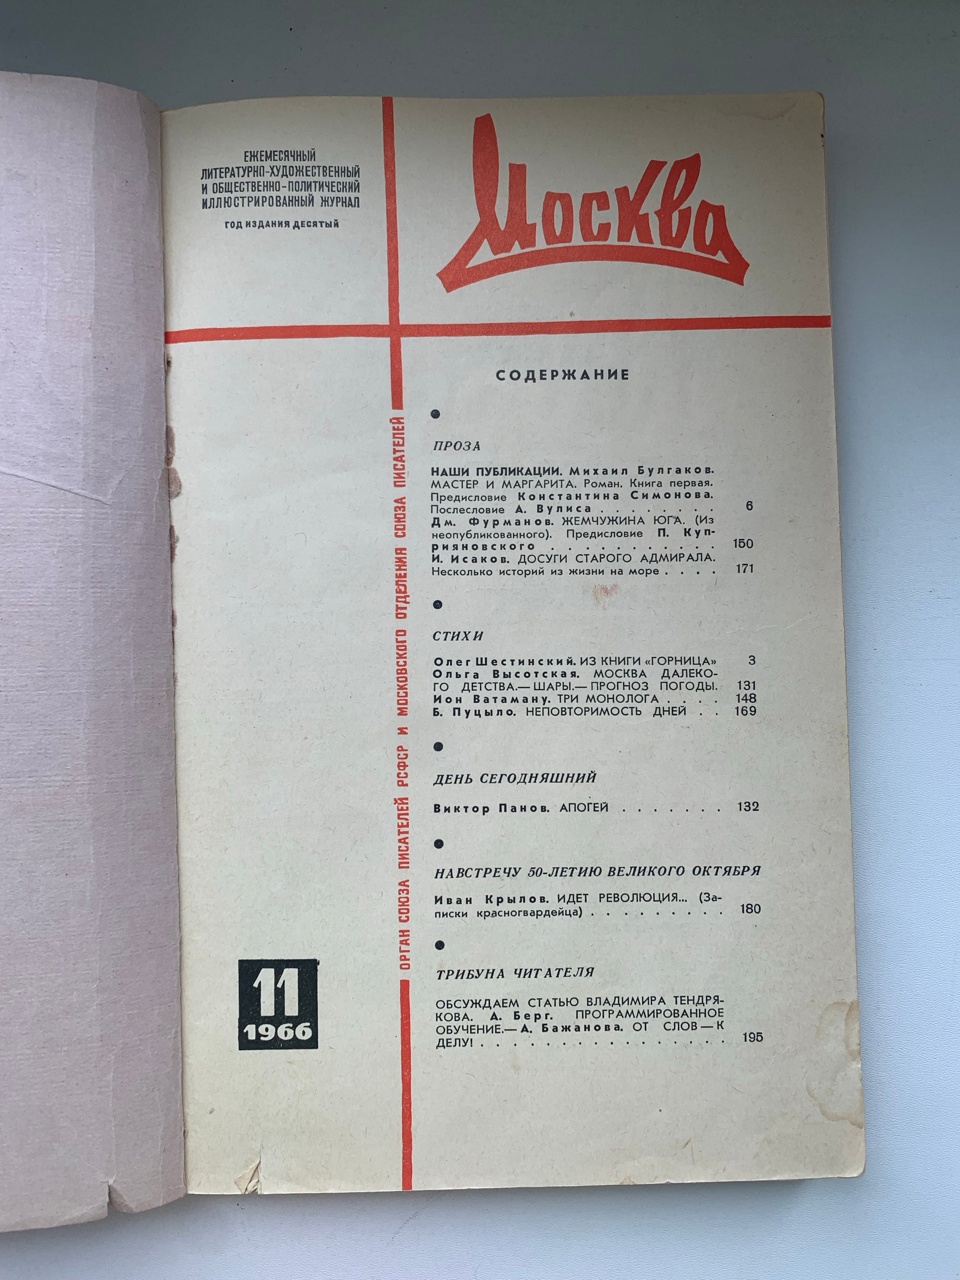 ЕЖЕМЕСЯЧНЫЙ
ЛИТЕРАТУРНО-ХУДОЖЕСТВЕННЫЙ
И ОБЩЕСТВЕННО-ПОЛИТИЧЕСКИЙ
ИЛЛЮСТРИРОВАННЫЙ ЖУРНАЛ
ГОД ИЗДАНИЯ ДЕСЯТЫЙ
Москва
ОРГАН СОЮЗА ПИСАТЕЛЕЙ РСФСР И МОСКОВСКОГО ОТДЕЛЕНИЯ СОЮЗА ПИСАТЕЛЕЙ
11
1966
СОДЕРЖАНИЕ
ПРОЗА
НАШИ ПУБЛИКАЦИИ. Михаил Булгаков.
МАСТЕР И МАРГАРИТА. Роман. Книга первая.
Предисловие Константина Симонова.
Послесловие А. Вулиса . . . . . . . . 6
Дм. Фурманов. ЖЕМЧУЖИНА ЮГА. (Из
неопубликованного). Предисловие П. Куп-
рияновского . . . . . . . . . . . 150
И. Исаков. ДОСУГИ СТАРОГО АДМИРАЛА.
Несколько историй из жизни на море . . . . 171
СТИХИ
Олег Шестинский. ИЗ КНИГИ «ГОРНИЦА» 3
Ольга Высотская. МОСКВА ДАЛЕКО-
ГО ДЕТСТВА.— ШАРЫ.— ПРОГНОЗ ПОГОДЫ. 131
Ион Ватаману. ТРИ МОНОЛОГА . . . . 148
Б. Пуцыло. НЕПОВТОРИМОСТЬ ДНЕЙ . . 169
ДЕНЬ СЕГОДНЯШНИЙ
Виктор Панов. АПОГЕЙ . . . . . . . 132
НАВСТРЕЧУ 50-ЛЕТИЮ ВЕЛИКОГО ОКТЯБРЯ
Иван Крылов. ИДЕТ РЕВОЛЮЦИЯ... (За-
писки красногвардейца) . . . . . . . . . 180
ТРИБУНА ЧИТАТЕЛЯ
ОБСУЖДАЕМ СТАТЬЮ ВЛАДИМИРА ТЕНДРЯ-
КОВА. А. Берг. ПРОГРАММИРОВАННОЕ
ОБУЧЕНИЕ.— А. Бажанова. ОТ СЛОВ — К
ДЕЛУ! . . . . . . . . . . . . . . . . 195